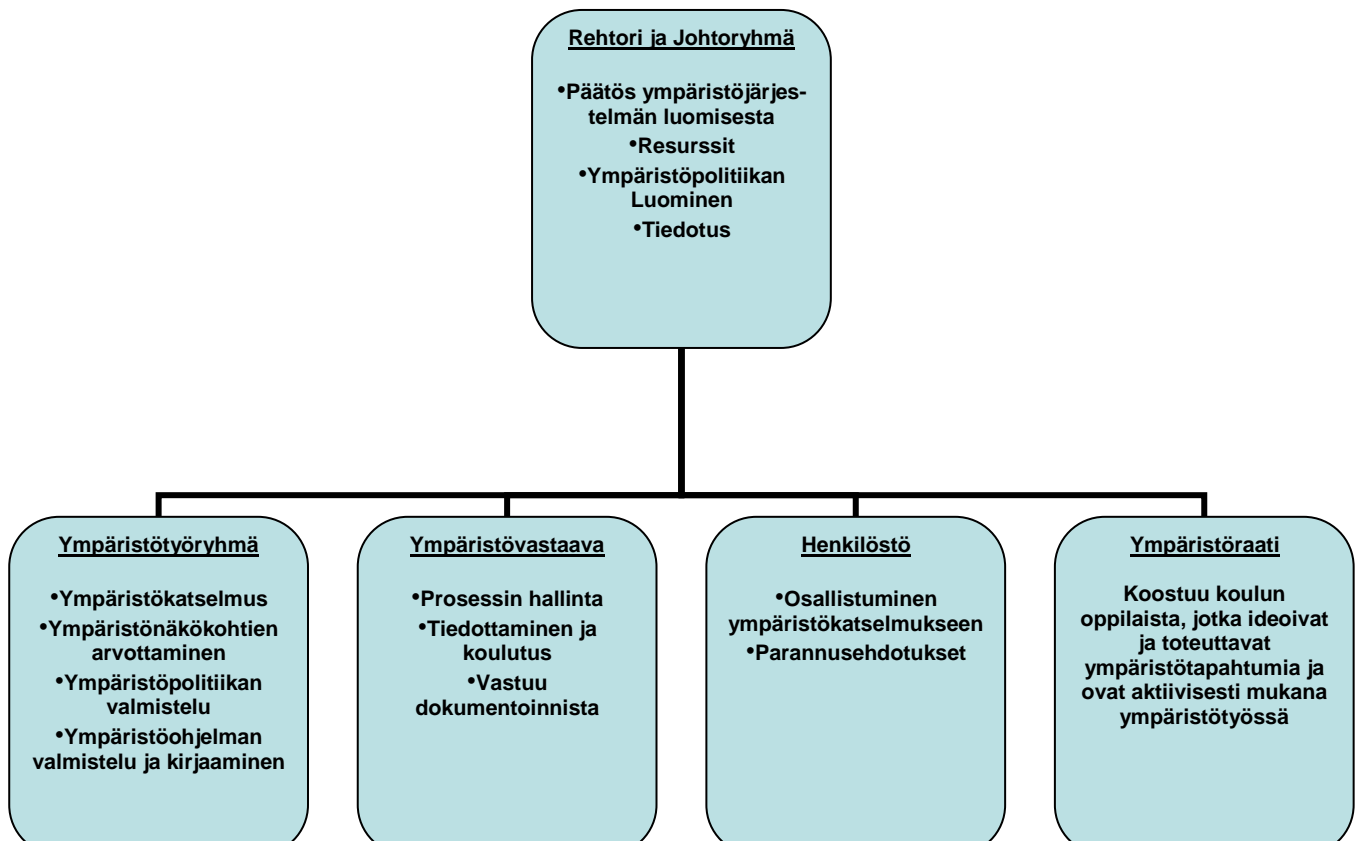 Rehtori ja Johtoryhmä
•Päätös ympäristöjärjes-
telmän luomisesta
•Resurssit
•Ympäristöpolitiikan
Luominen
•Tiedotus
Ympäristötyöryhmä
•Ympäristökatselmus
•Ympäristönäkökohtien
arvottaminen
•Ympäristöpolitiikan
valmistelu
•Ympäristöohjelman
valmistelu ja kirjaaminen
Ympäristövastaava
•Prosessin hallinta
•Tiedottaminen ja
koulutus
•Vastuu
dokumentoinnista
Henkilöstö
•Osallistuminen
ympäristökatselmukseen
•Parannusehdotukset
Ympäristöraati
Koostuu koulun
oppilaista, jotka ideoivat
ja toteuttavat
ympäristötapahtumia ja
ovat aktiivisesti mukana
ympäristötyössä